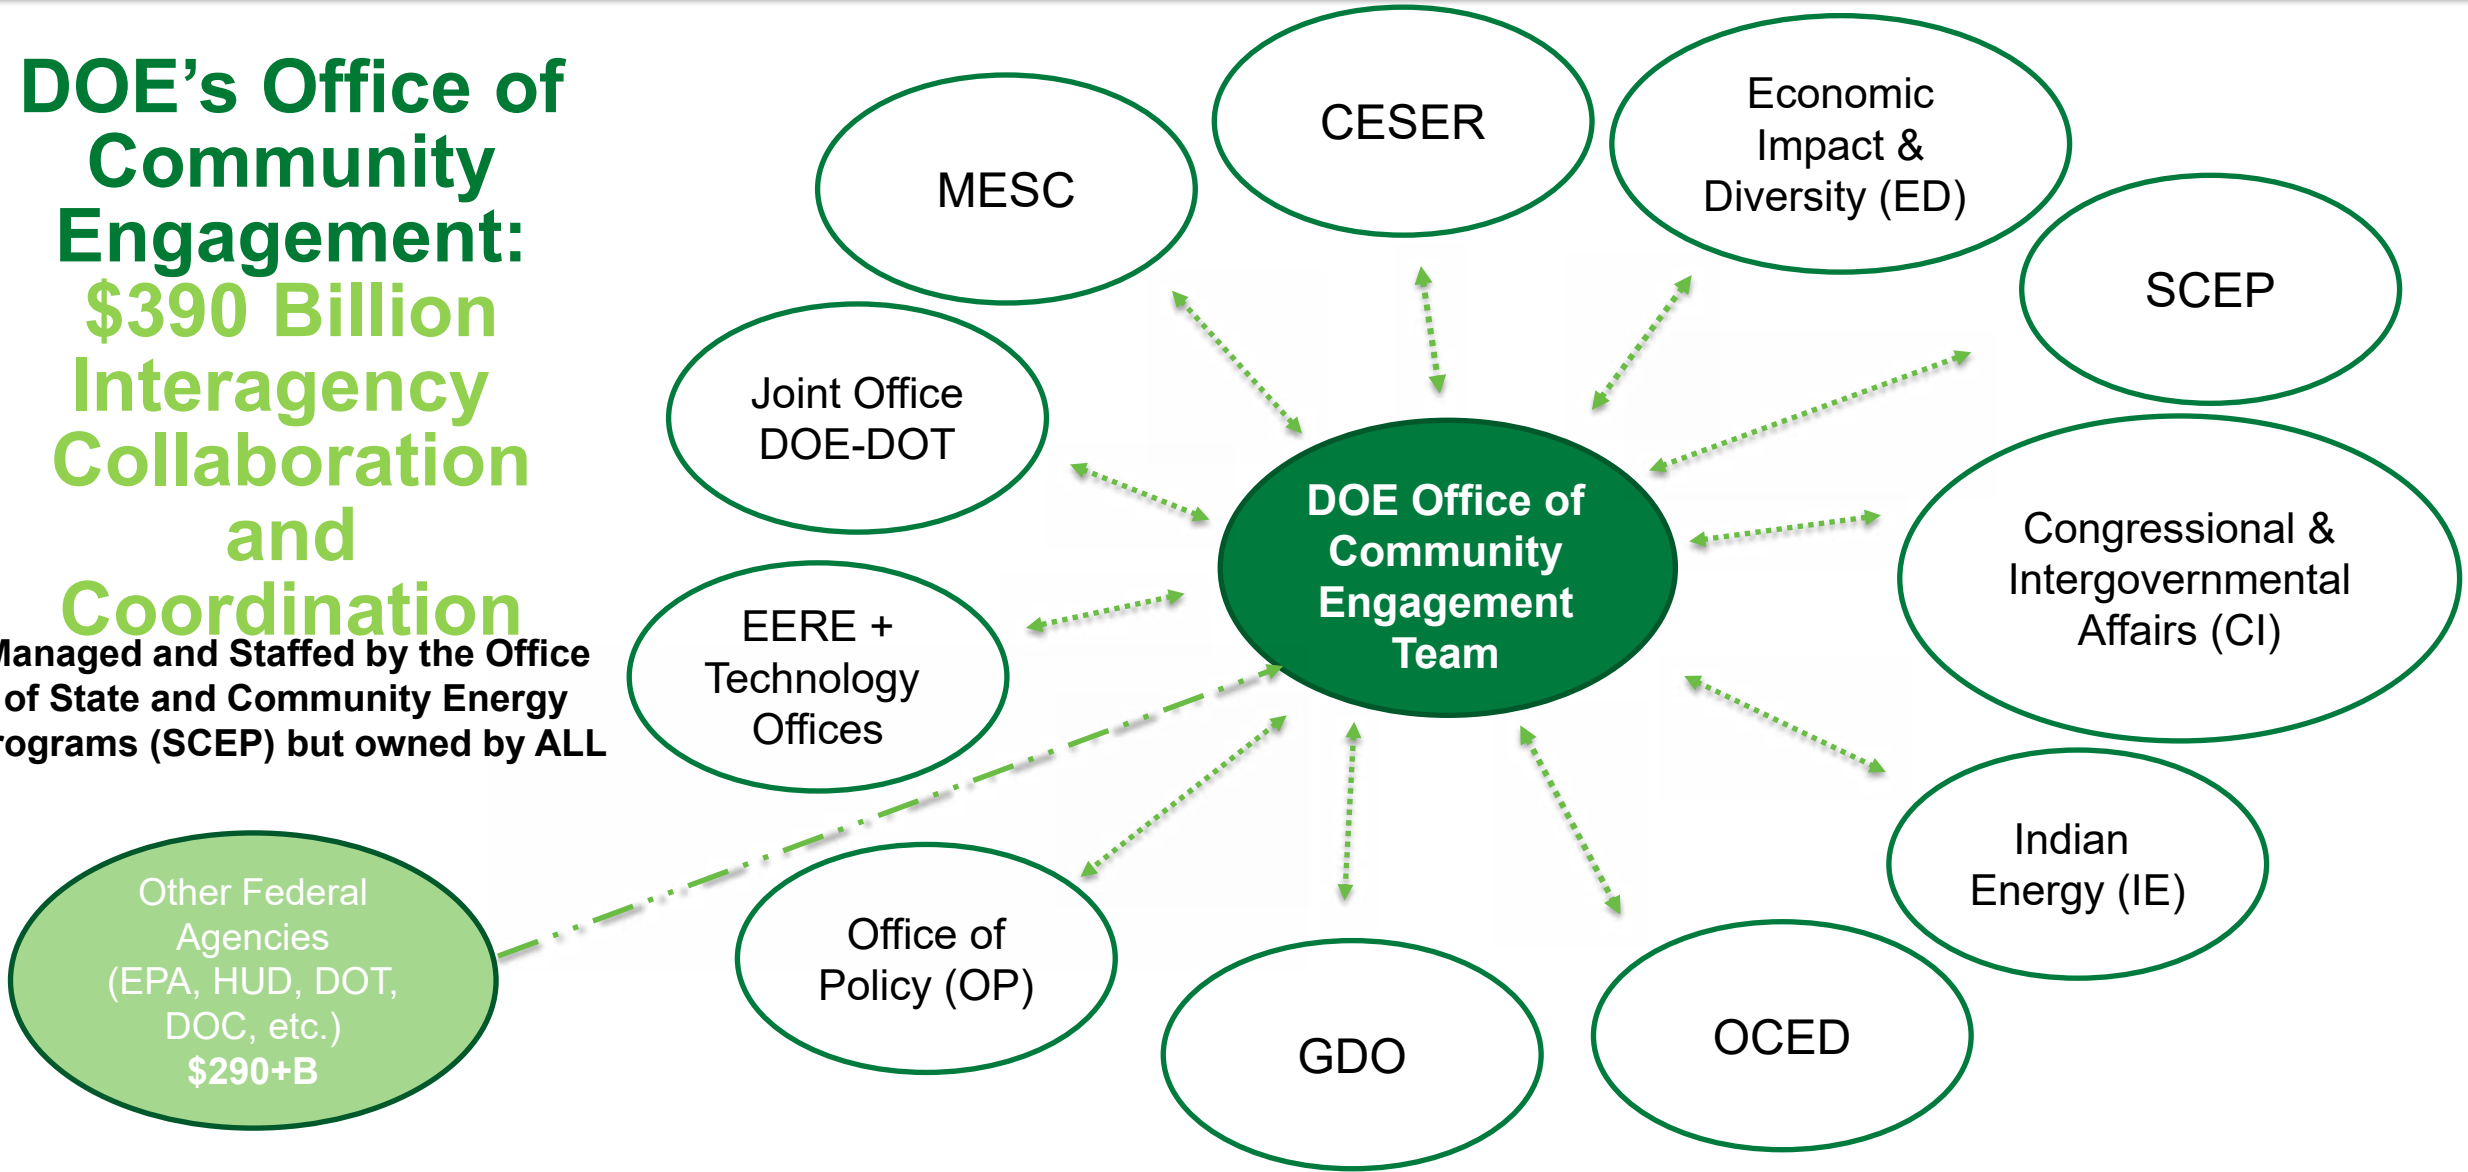 DOE’s Office of
Community
Engagement:
$390 Billion
Interagency
Collaboration
and
Coordination
Managed and Staffed by the Office
of State and Community Energy
rograms (SCEP) but owned by ALL
Other Federal
Agencies
(EPA, HUD, DOT,
DOC, etc.)
$290+B
MESC
CESER
Economic
Impact &
Diversity (ED)
SCEP
Joint Office
DOE-DOT
DOE Office of
Community
Engagement
Team
Congressional &
Intergovernmental
Affairs (CI)
EERE +
Technology
Offices
Indian
Energy (IE)
Office of
Policy (OP)
GDO
OCED